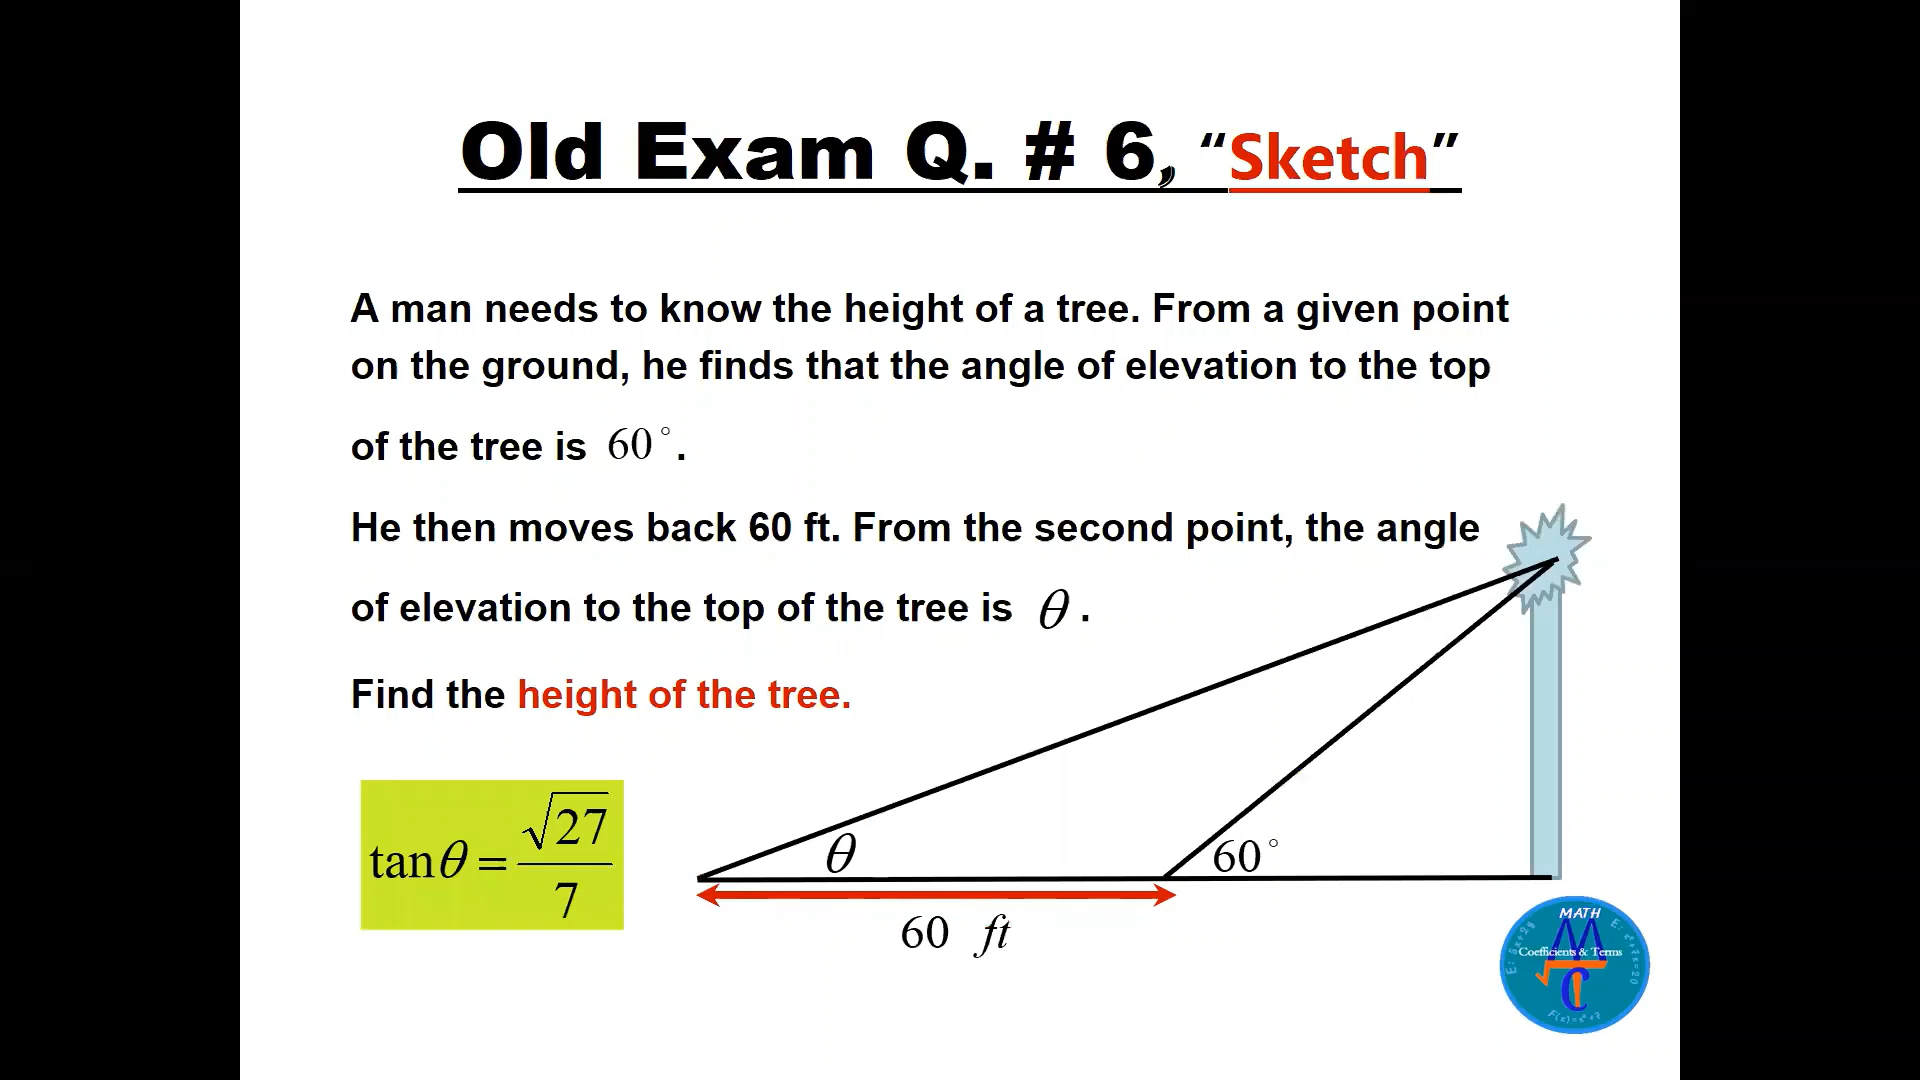 Old Exam Q. # 6, “Sketch”
A man needs to know the height of a tree. From a given point
on the ground, he finds that the angle of elevation to the top
of the tree is 60°.
He then moves back 60 ft. From the second point, the angle
of elevation to the top of the tree is θ.
Find the height of the tree.
tanθ = √27/7
θ
60°
60 ft
MATH
Coefficients & Terms